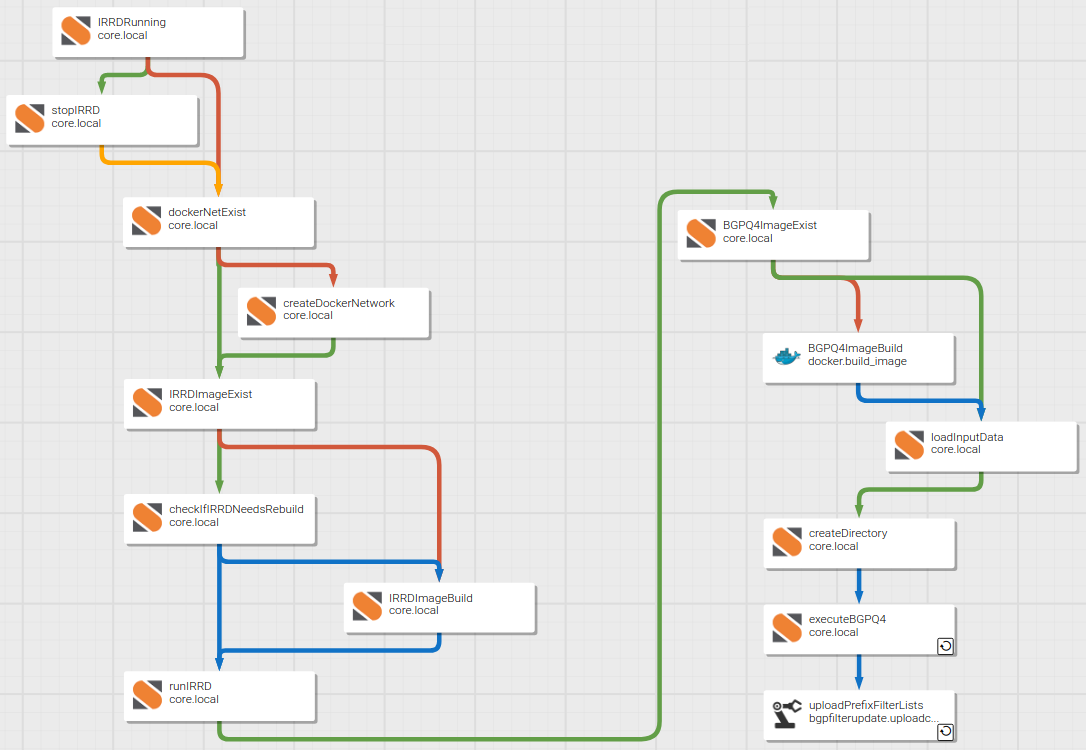 IRRDRunning
core.local
stopIRRD
core.local
dockerNetExist
core.local
createDockerNetwork
core.local
IRRDImageExist
core.local
checkIfIRRDNeedsRebuild
core.local
IRRDImageBuild
core.local
runIRRD
core.local
BGPQ4ImageExist
core.local
BGPQ4ImageBuild
docker.build_image
loadInputData
core.local
createDirectory
core.local
executeBGPQ4
core.local
uploadPrefixFilterLists
bgpfilterupdate.uploadc...